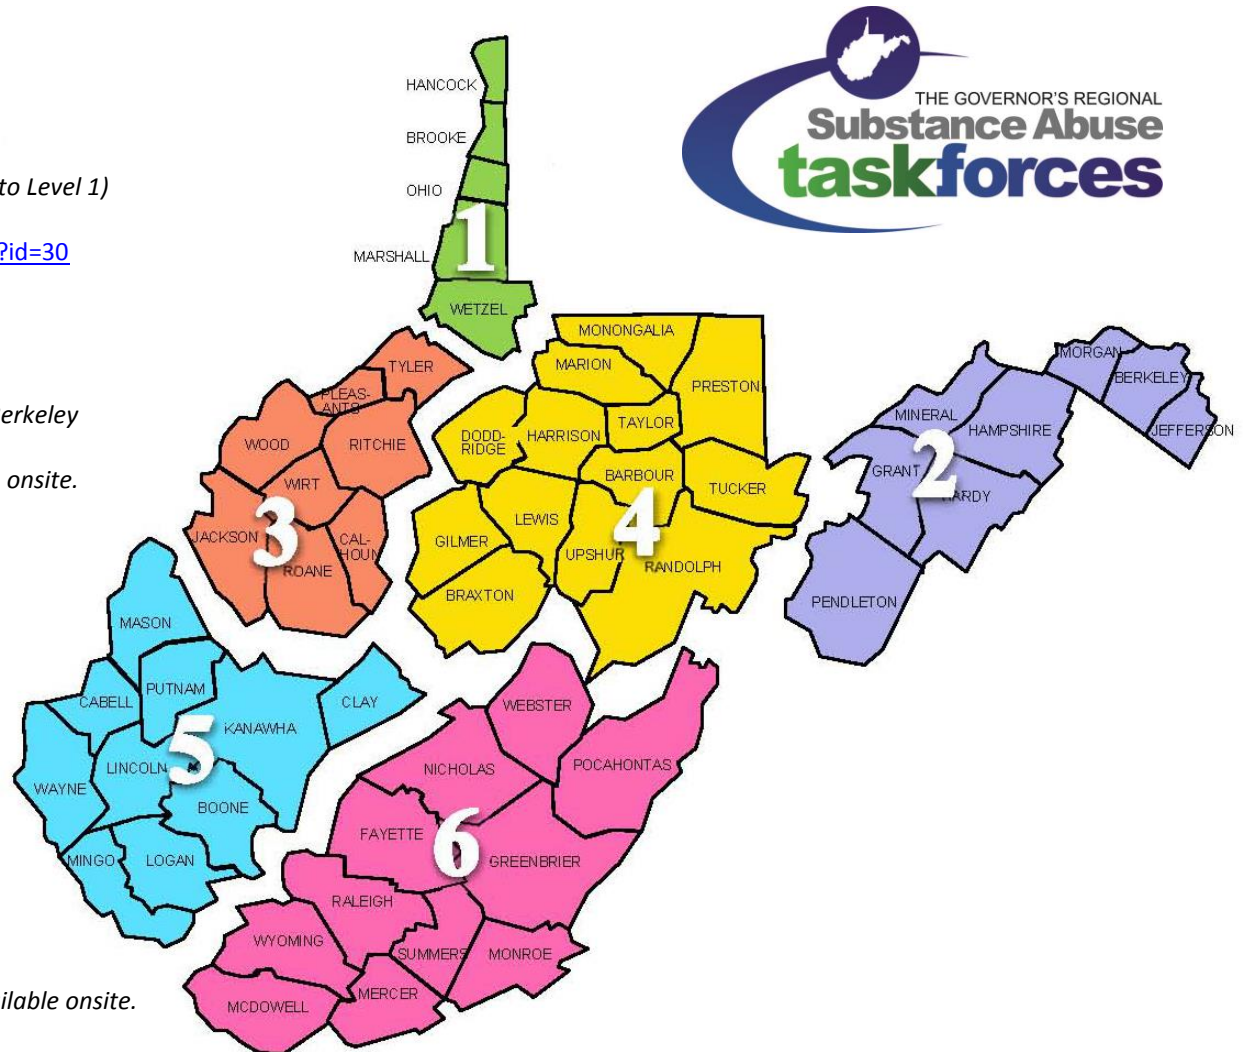 THE GOVERNOR'S REGIONAL
Substance Abuse
taskforces
to Level 1)
?id=30
erkeley
onsite.
ilable onsite.
HANCOCK
BROOKE
OHIO
1
MARSHALL
WETZEL
TYLER
PLEAS-
ANTS
WOOD
RITCHIE
WIRT
3
JACKSON
CAL-
HOUN
ROANE
MONONGALIA
MARION
PRESTON
TAYLOR
DODD-
RIDGE
HARRISON
BARBOUR
TUCKER
LEWIS
4
GILMER
UPSHUR
RANDOLPH
BRAXTON
MORGAN
BERKELEY
MINERAL
HAMPSHIRE
JEFFERSON
2
GRANT
HARDY
PENDLETON
MASON
PUTNAM
CABELL
CLAY
KANAWHA
5
LINCOLN
WAYNE
BOONE
MINGO
LOGAN
WEBSTER
NICHOLAS
POCAHONTAS
FAYETTE
6
GREENBRIER
RALEIGH
WYOMING
SUMMERS
MONROE
MERCER
MCDOWELL